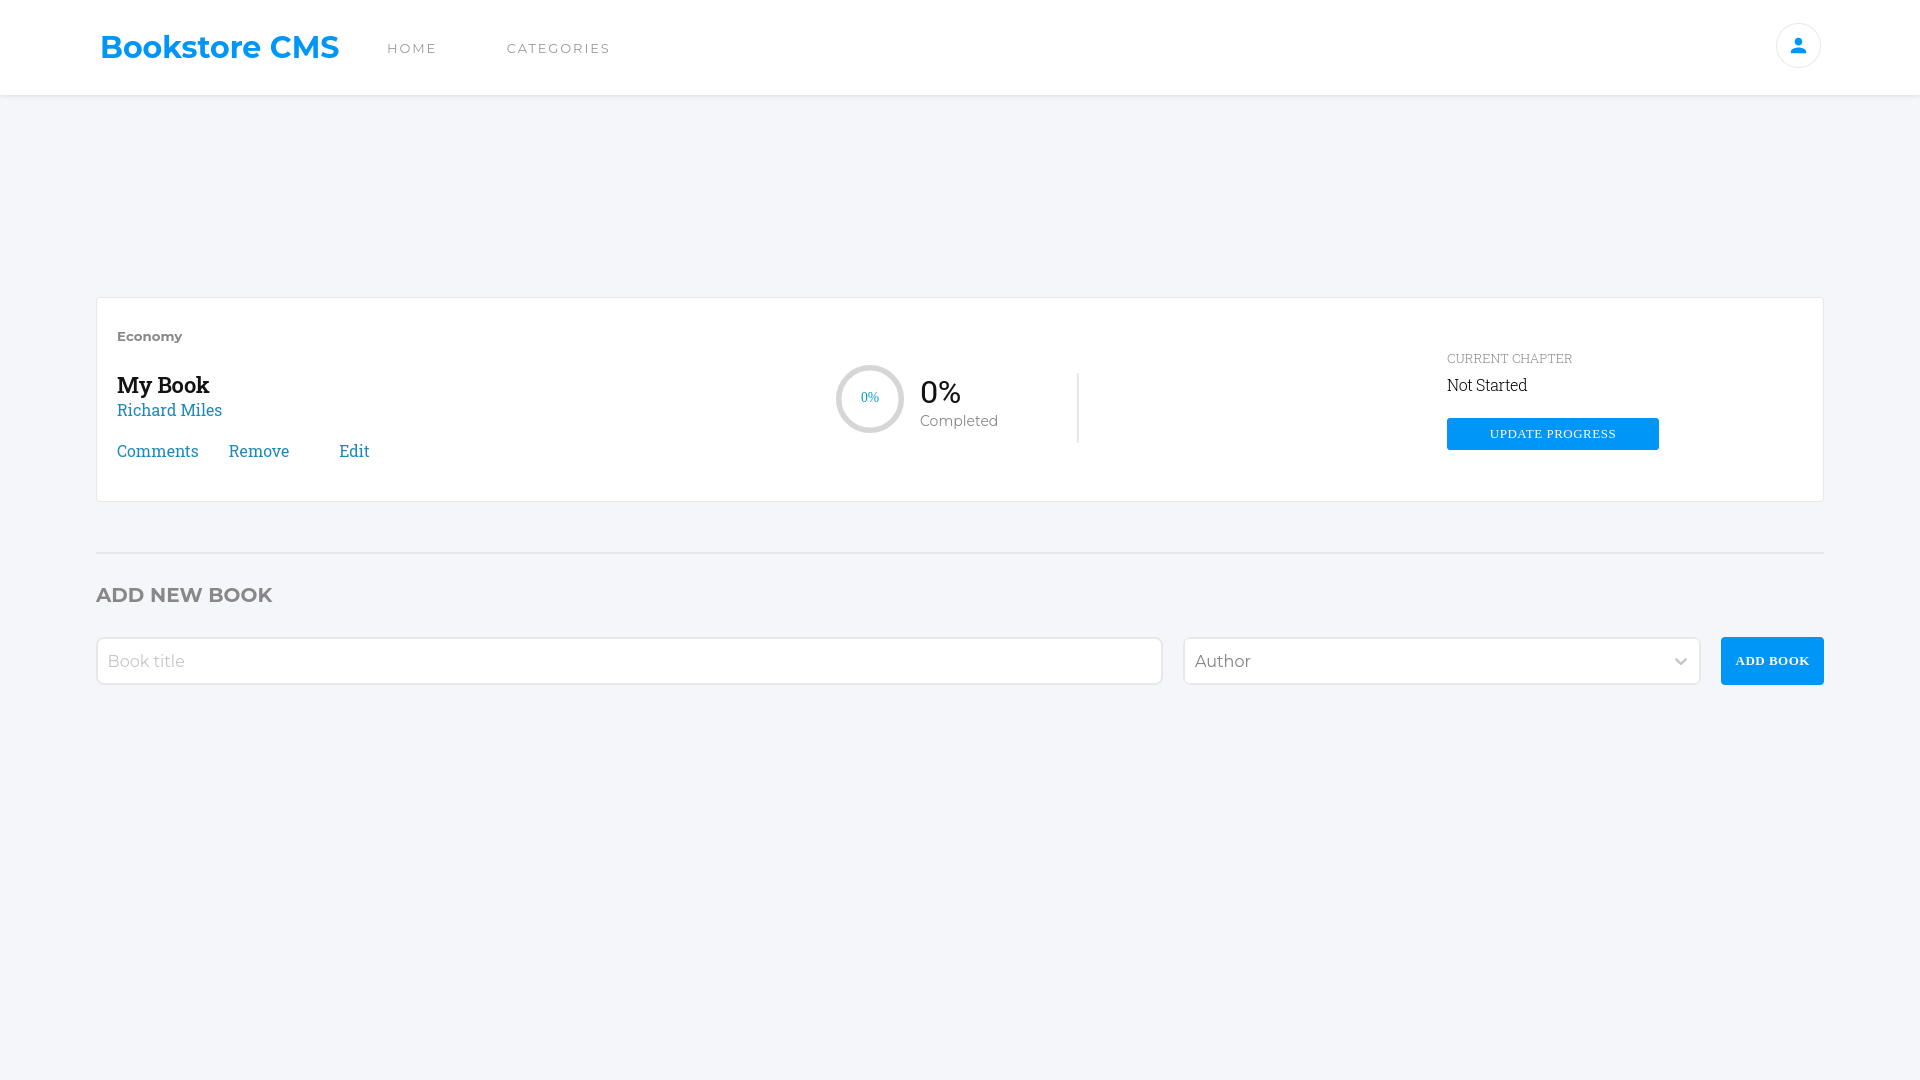 Bookstore CMS
HOME
CATEGORIES
Economy
My Book
Richard Miles
Comments
Remove
Edit
0%
0%
Completed
CURRENT CHAPTER
Not Started
UPDATE PROGRESS
ADD NEW BOOK
Book title
Author
ADD BOOK